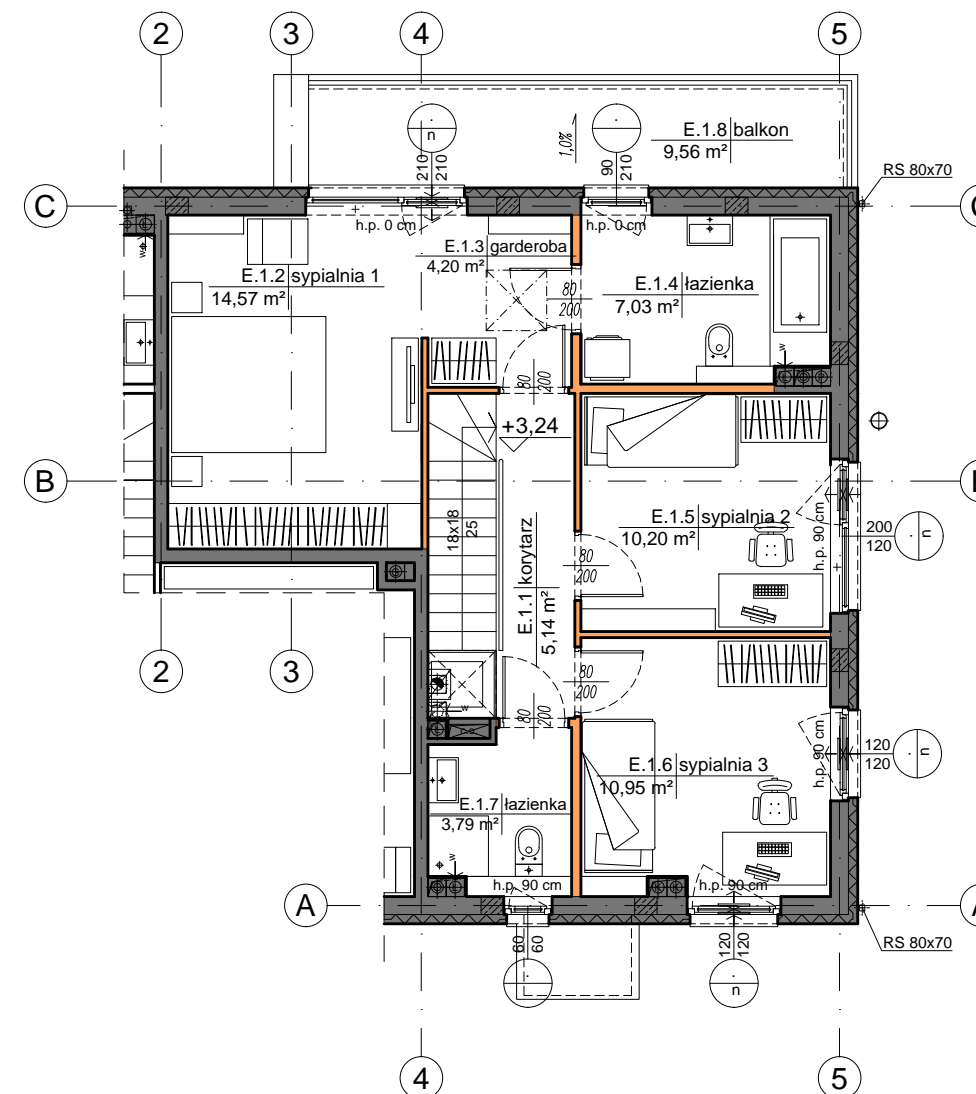 2
3
4
5
E.1.8 balkon
9,56 m²
1,0%
n
210
210
90
210
RS 80x70
C
C
h.p. 0 cm
h.p. 0 cm
E.1.3 garderoba
4,20 m²
E.1.2 sypialnia 1
14,57 m²
E.1.4 łazienka
7,03 m²
80
200
w
w
80
200
+3,24
B
B
18x18
25
E.1.1 korytarz
5,14 m²
E.1.5 sypialnia 2
10,20 m²
h.p. 90 cm
200
120
n
80
200
2
3
80
200
80
200
w
E.1.6 sypialnia 3
10,95 m²
h.p. 90 cm
120
120
n
E.1.7 łazienka
3,79 m²
w
h.p. 90 cm
h.p. 90 cm
A
A
60
60
120
120
n
RS 80x70
4
5